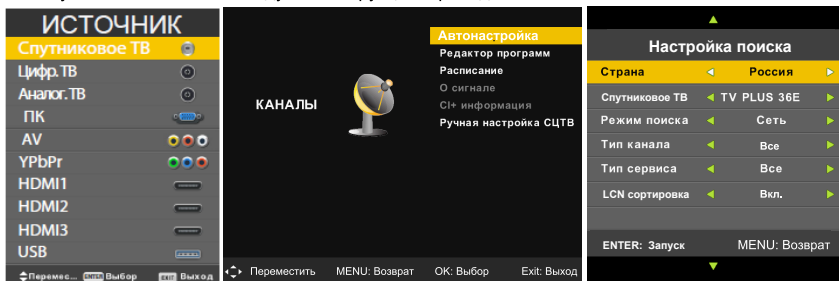 ИСТОЧНИК
Спутниковое ТВ
Цифр.ТВ
Аналог.ТВ
ПК
AV
YPbPr
HDMI1
HDMI2
HDMI3
USB
Перемес... ENTER Выбор EXIT Выход
КАНАЛЫ
Автонастройка
Редактор программ
Расписание
О сигнале
CI+ информация
Ручная настройка СЦТВ
Переместить MENU: Возврат OK: Выбор Exit: Выход
Настройка поиска
Страна Россия
Спутниковое ТВ TV PLUS 36E
Режим поиска Сеть
Тип канала Все
Тип сервиса Все
LCN сортировка Вкл.
ENTER: Запуск MENU: Возврат